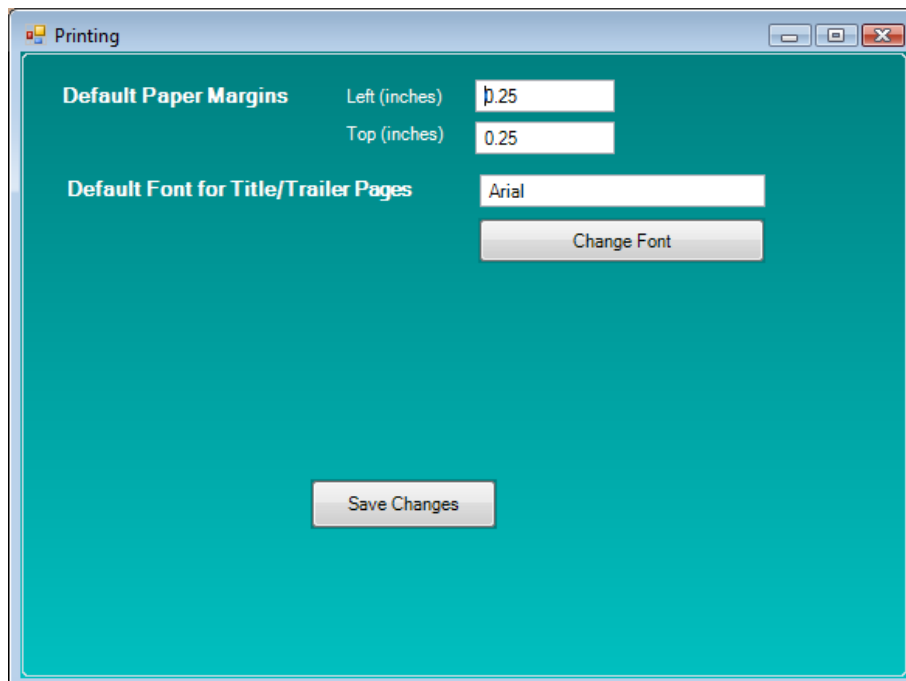 Printing
Default Paper Margins Left (inches) 0.25
Top (inches) 0.25
Default Font for Title/Trailer Pages Arial
Change Font
Save Changes